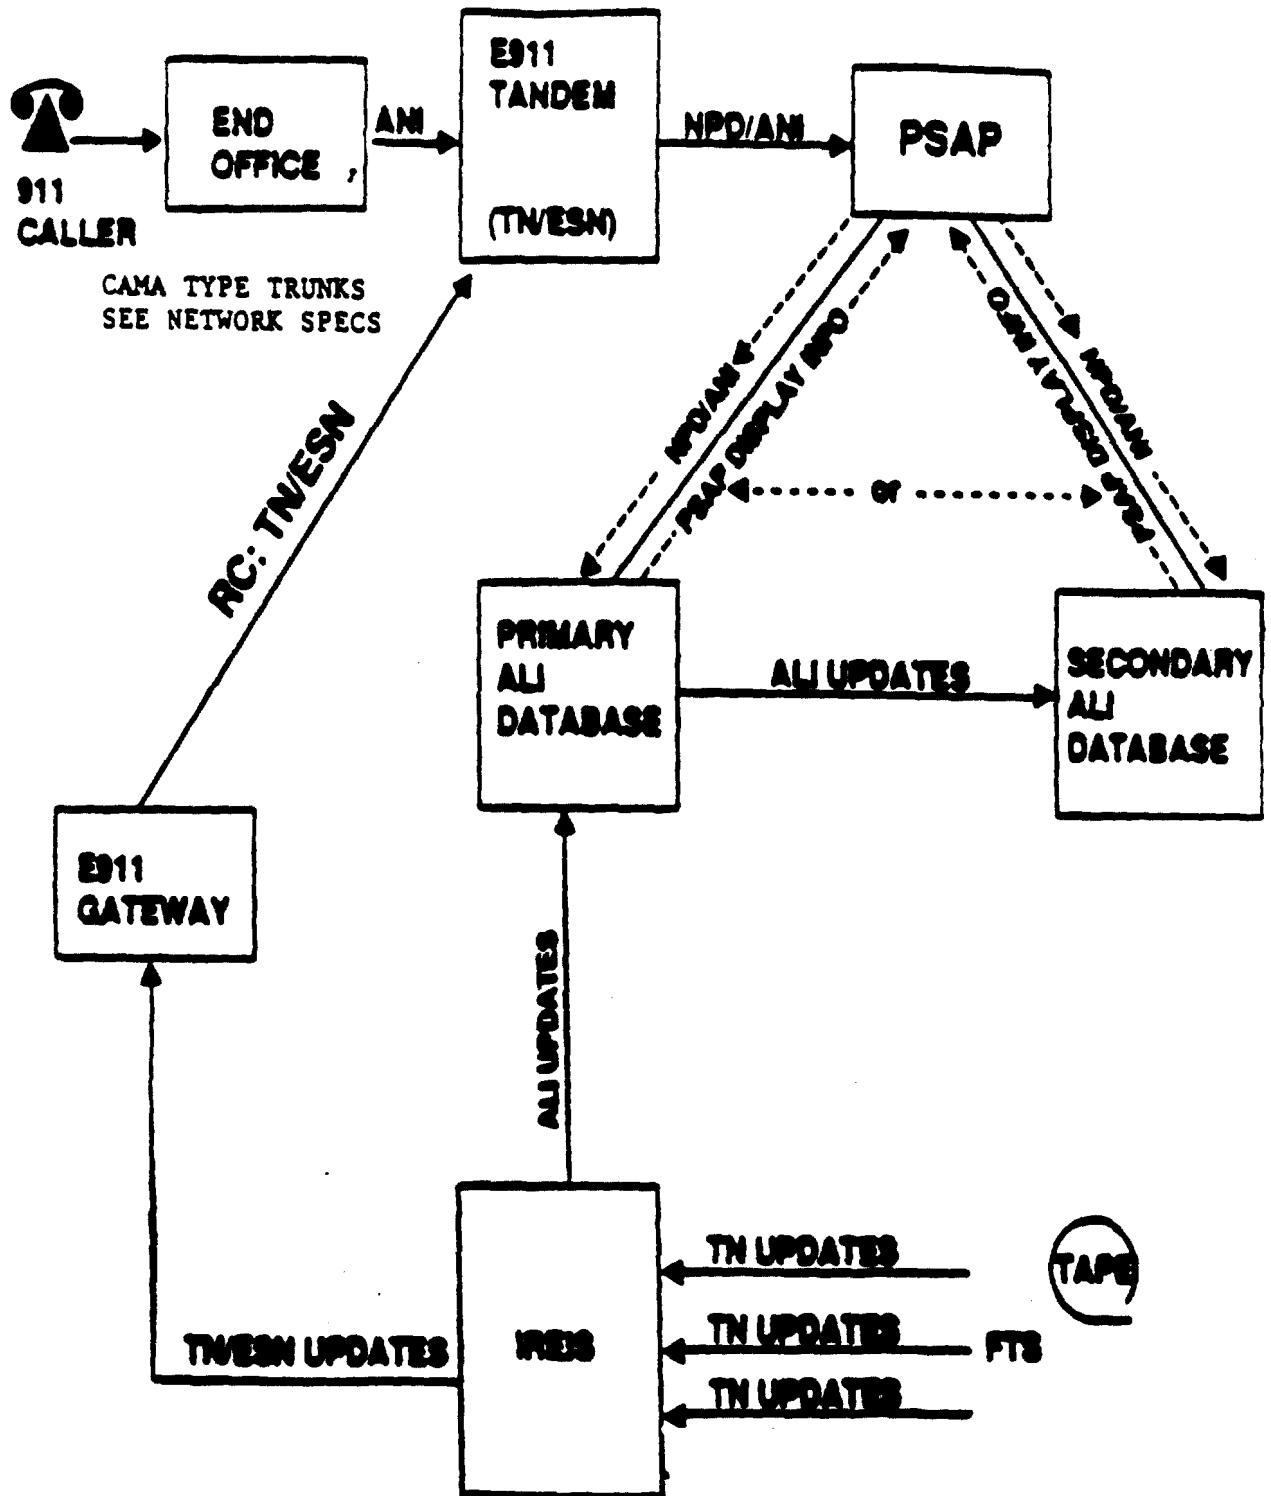 911
CALLER
END
OFFICE
ANI
E911
TANDEM
(TN/ESN)
NPD/ANI
PSAP
CAMA TYPE TRUNKS
SEE NETWORK SPECS
RC: TN/ESN
NPD/ANI
PSAP DISPLAY INFO
or
PSAP DISPLAY INFO
NPD/ANI
PRIMARY
ALI
DATABASE
ALI UPDATES
SECONDARY
ALI
DATABASE
E911
GATEWAY
ALI UPDATES
TN/ESN UPDATES
TN UPDATES
TAPE
TN UPDATES
FTS
TN UPDATES